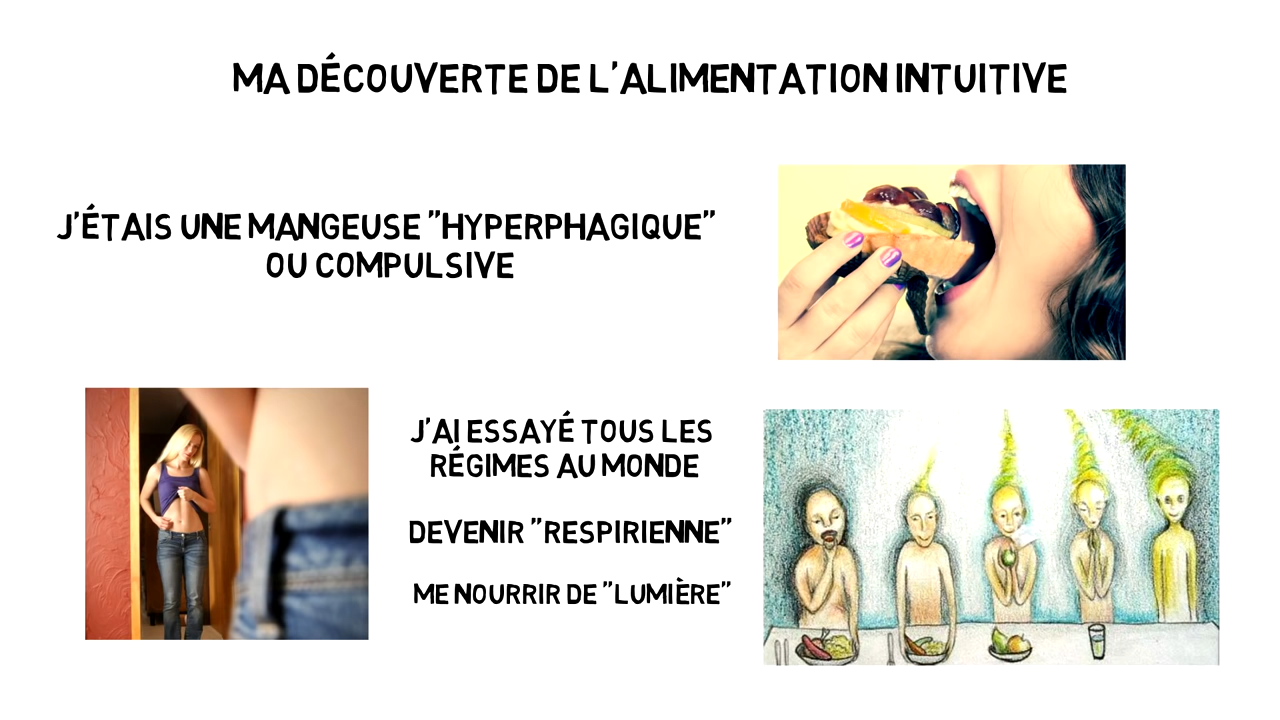 MA DÉCOUVERTE DE L'ALIMENTATION INTUITIVE
J'ÉTAIS UNE MANGEUSE "HYPERPHAGIQUE"
OU COMPULSIVE
J'AI ESSAYÉ TOUS LES
RÉGIMES AU MONDE
DEVENIR "RESPIRIENNE"
ME NOURRIR DE "LUMIÈRE"